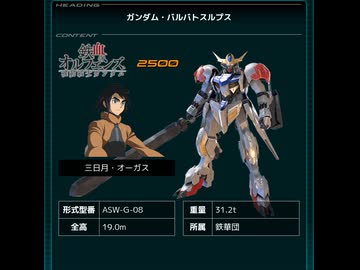 HEADING
ガンダム・バルバトスルプス
CONTENT
鉄血の
オルフェンズ
2500
三日月・オーガス
形式型番 ASW-G-08 重量 31.2t
全高 19.0m 所属 鉄華団